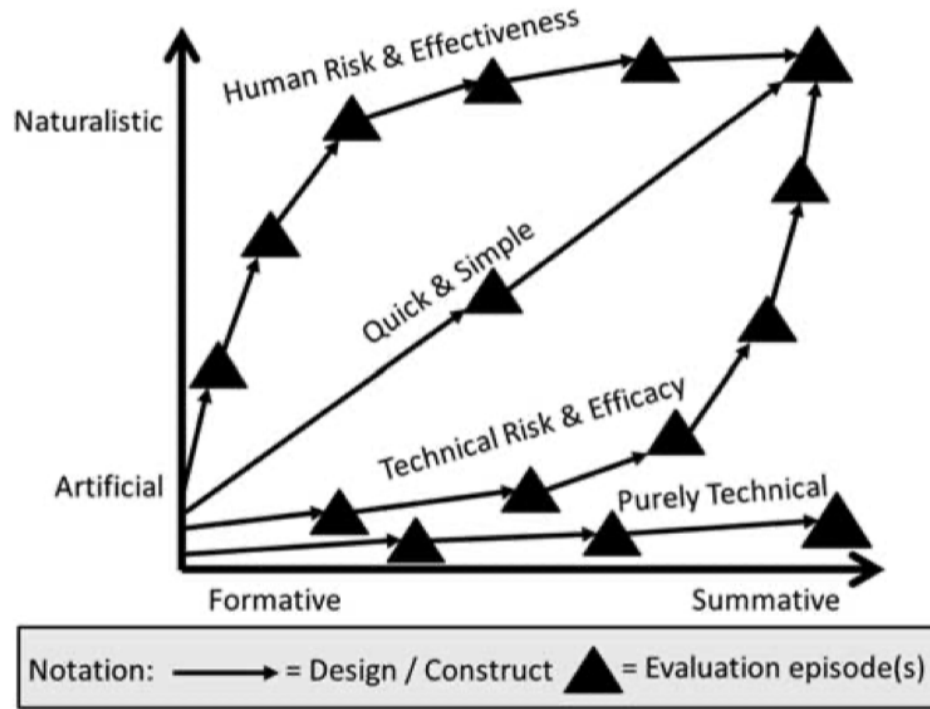 Human Risk & Effectiveness
Naturalistic
Quick & Simple
Technical Risk & Efficacy
Artificial
Purely Technical
Formative
Summative
Notation:
= Design / Construct
= Evaluation episode(s)